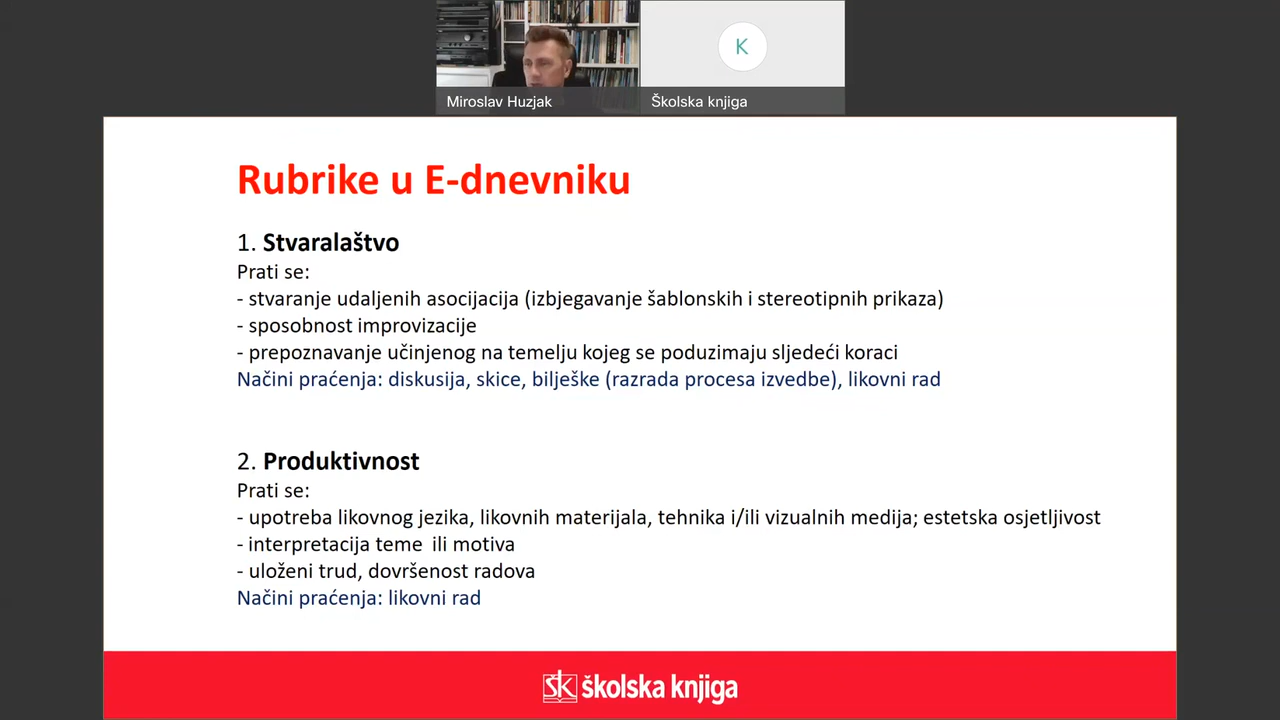 K
Miroslav Huzjak
Školska knjiga
Rubrike u E-dnevniku
1. Stvaralaštvo
Prati se:
- stvaranje udaljenih asocijacija (izbjegavanje šablonskih i stereotipnih prikaza)
- sposobnost improvizacije
- prepoznavanje učinjenog na temelju kojeg se poduzimaju sljedeći koraci
Načini praćenja: diskusija, skice, bilješke (razrada procesa izvedbe), likovni rad
2. Produktivnost
Prati se:
- upotreba likovnog jezika, likovnih materijala, tehnika i/ili vizualnih medija; estetska osjetljivost
- interpretacija teme  ili motiva
- uloženi trud, dovršenost radova
Načini praćenja: likovni rad
ŠK školska knjiga